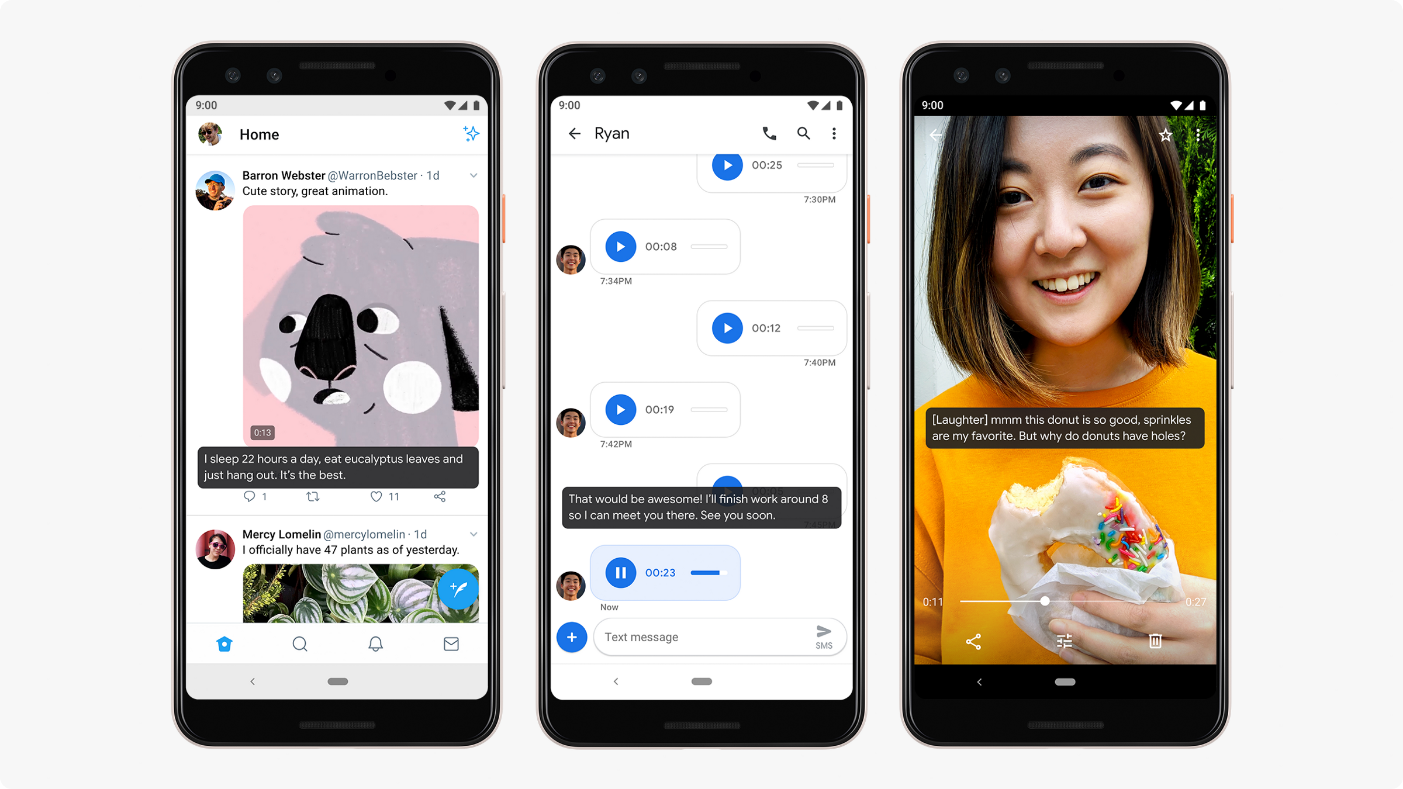 9:00
Home
Barron Webster @WarronBebster · 1d
Cute story, great animation.
0:13
I sleep 22 hours a day, eat eucalyptus leaves and
just hang out. It's the best.
1
11
Mercy Lomelin @mercylomelin · 1d
I officially have 47 plants as of yesterday.
9:00
Ryan
00:25
7:30PM
00:08
7:34PM
00:12
7:40PM
00:19
7:42PM
That would be awesome! I'll finish work around 8
so I can meet you there. See you soon.
7:45PM
00:23
Now
Text message
SMS
9:00
[Laughter] mmm this donut is so good, sprinkles
are my favorite. But why do donuts have holes?
0:11
0:27